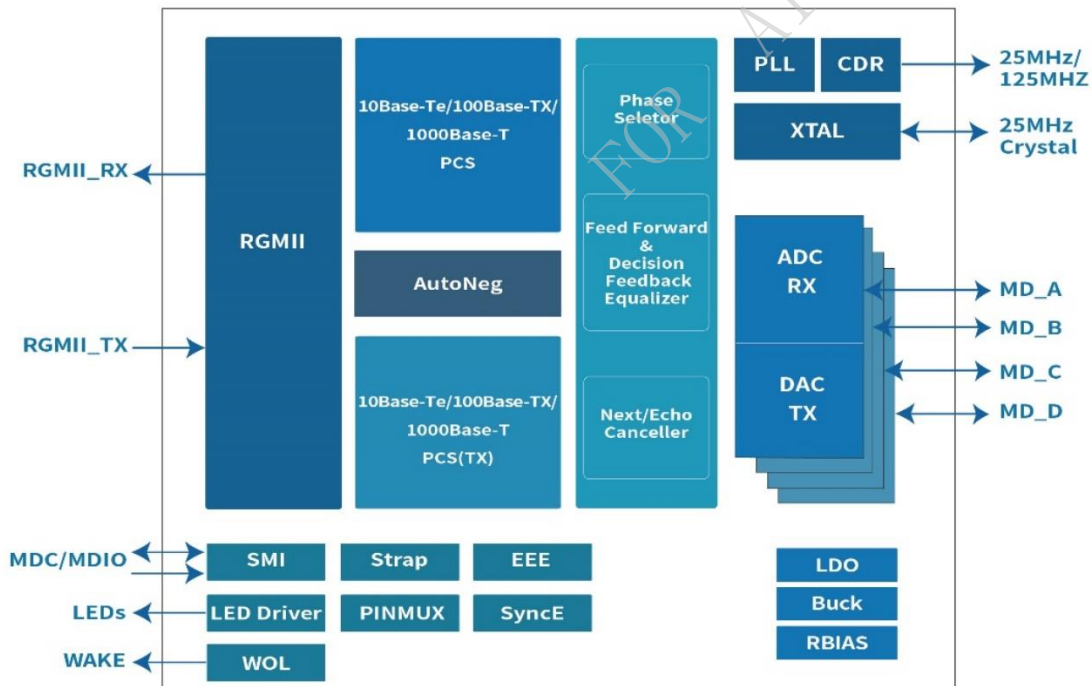 RGMII_RX
RGMII_TX
RGMII
10Base-Te/100Base-TX/
1000Base-T
PCS
AutoNeg
10Base-Te/100Base-TX/
1000Base-T
PCS(TX)
Phase
Seletor
Feed Forward
&
Decision
Feedback
Equalizer
Next/Echo
Canceller
PLL
CDR
XTAL
25MHz/
125MHZ
25MHz
Crystal
ADC
RX
DAC
TX
MD_A
MD_B
MD_C
MD_D
MDC/MDIO
LEDs
WAKE
SMI
Strap
EEE
LED Driver
PINMUX
SyncE
WOL
LDO
Buck
RBIAS
FOR